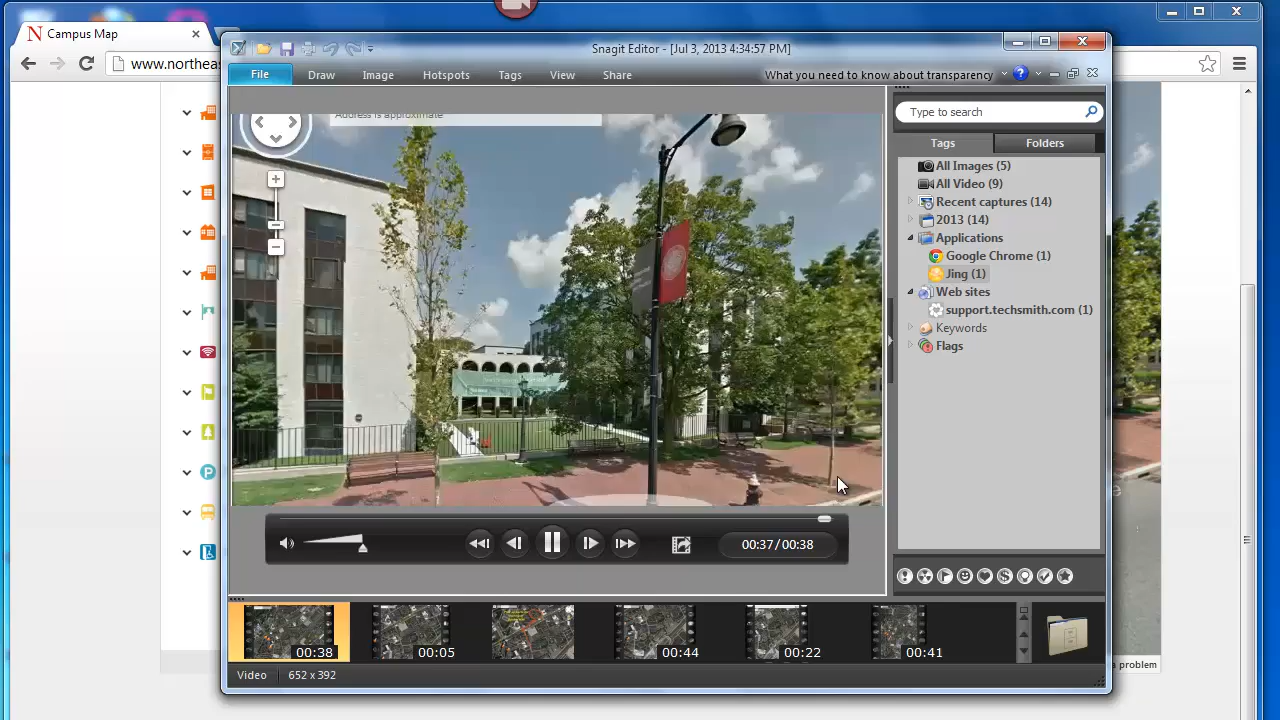 Campus Map
www.northeas
Snagit Editor - [Jul 3, 2013 4:34:57 PM]
File Draw Image Hotspots Tags View Share What you need to know about transparency
Type to search
Tags Folders
Address is approximate
All Images (5)
All Video (9)
Recent captures (14)
2013 (14)
Applications
Google Chrome (1)
Jing (1)
Web sites
support.techsmith.com (1)
Keywords
Flags
00:37/00:38
00:38 00:05 00:44 00:22 00:41
a problem
Video 652 x 392